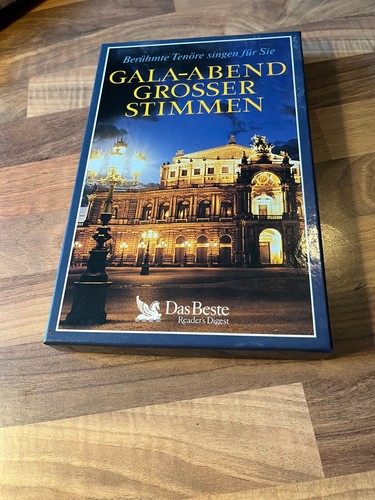 Berühmte Tenöre singen für Sie
GALA-ABEND
GROSSER
STIMMEN
Das Beste
Reader's Digest